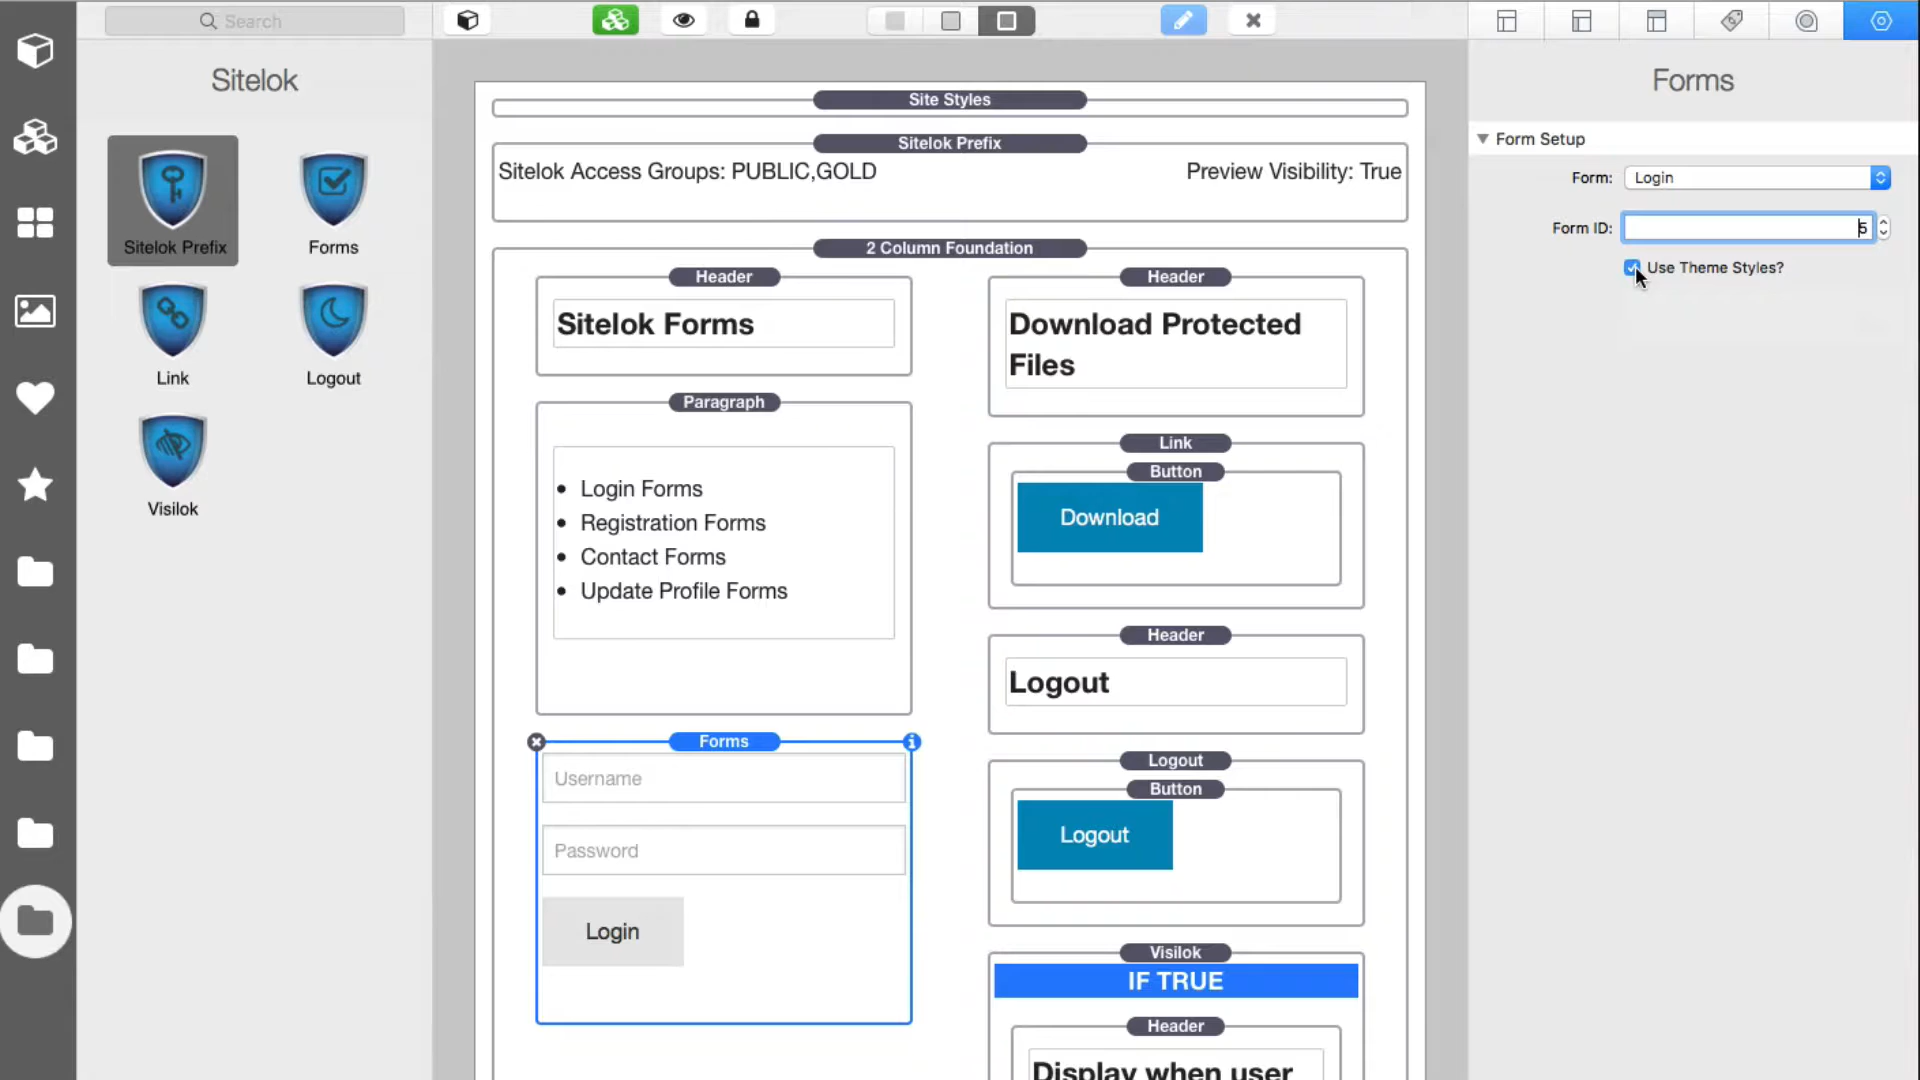 Search
Sitelok
Sitelok Prefix
Forms
Link
Logout
Visilok
Site Styles
Sitelok Prefix
Sitelok Access Groups: PUBLIC,GOLD
Preview Visibility: True
2 Column Foundation
Header
Sitelok Forms
Paragraph
Login Forms
Registration Forms
Contact Forms
Update Profile Forms
Forms
Username
Password
Login
Header
Download Protected
Files
Link
Button
Download
Header
Logout
Logout
Button
Logout
Visilok
IF TRUE
Header
Display when user
Forms
Form Setup
Form: Login
Form ID: 5
Use Theme Styles?